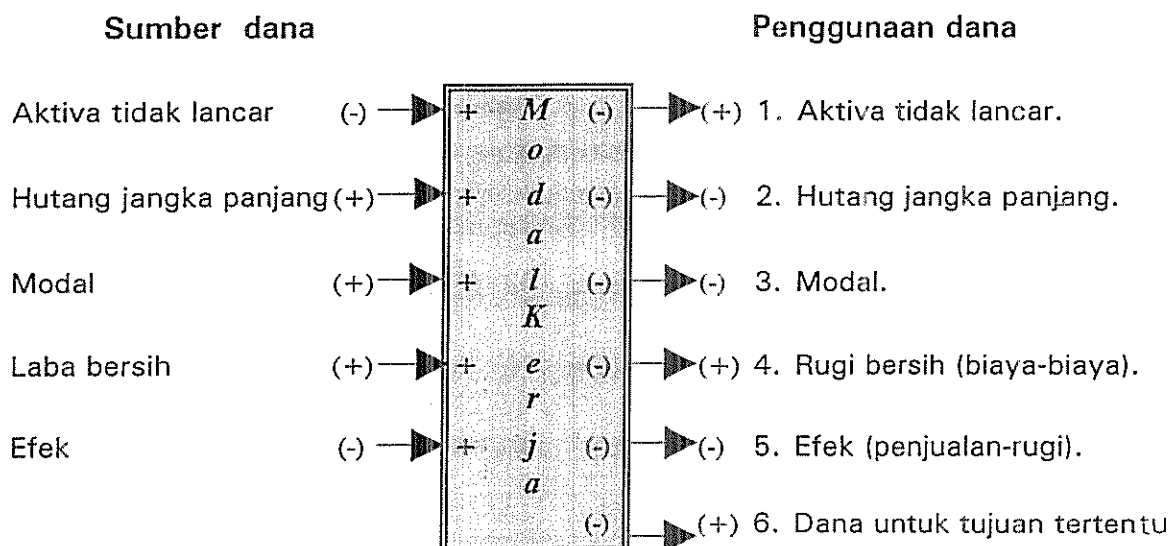 Sumber dana Penggunaan dana
Aktiva tidak lancar (-) + M (-) (+) 1. Aktiva tidak lancar.
o
Hutang jangka panjang (+) + d (-) (-) 2. Hutang jangka panjang.
a
Modal (+) + l (-) (-) 3. Modal.
K
Laba bersih (+) + e (-) (+) 4. Rugi bersih (biaya-biaya).
r
Efek (-) + j (-) (-) 5. Efek (penjualan-rugi).
a
(-) (+) 6. Dana untuk tujuan tertentu